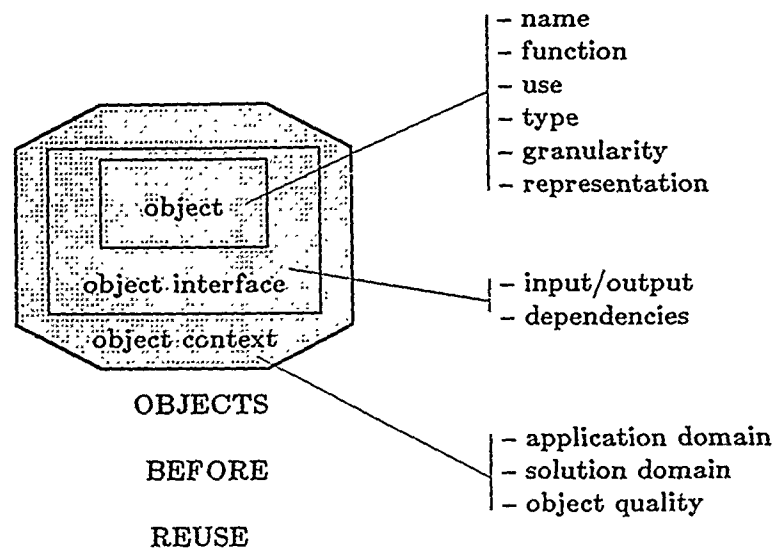 – name
– function
– use
– type
– granularity
– representation
object
object interface
– input/output
– dependencies
object context
OBJECTS
BEFORE
REUSE
– application domain
– solution domain
– object quality